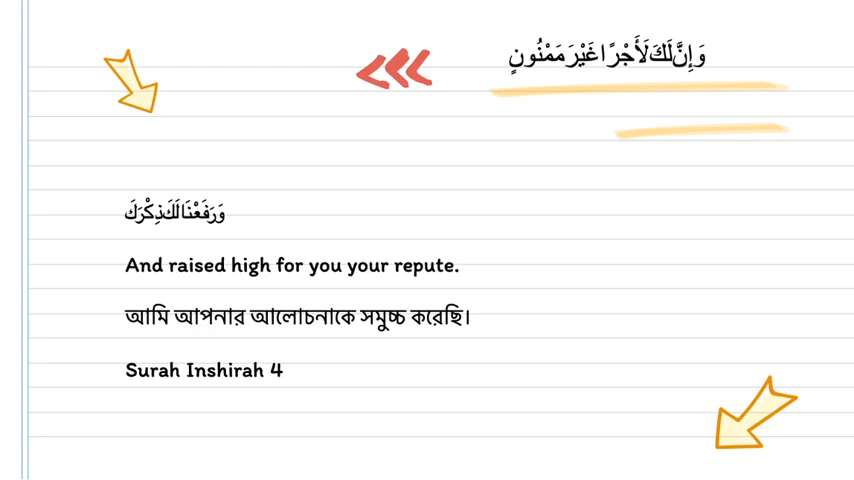 وَإِنَّ لَكَ لَأَجْرًا غَيْرَ مَمْنُونٍ
وَرَفَعْنَا لَكَ ذِكْرَكَ
And raised high for you your repute.
আমি আপনার আলোচনাকে সমুচ্চ করেছি।
Surah Inshirah 4